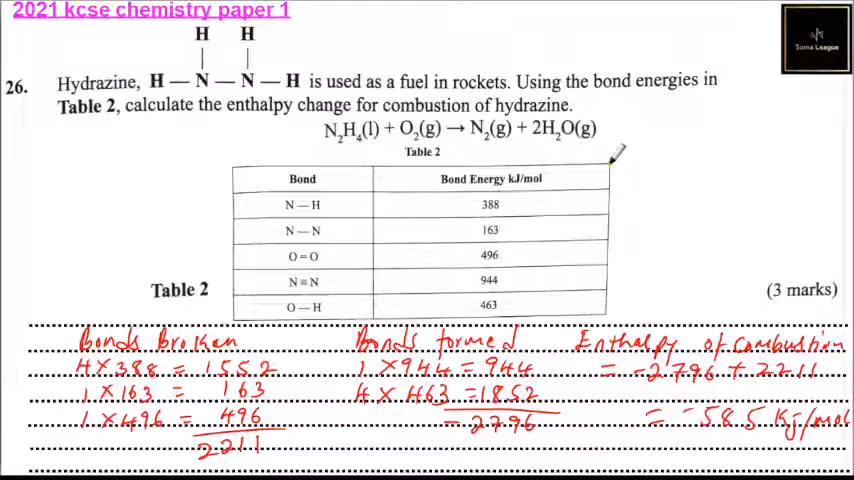 2021 kcse chemistry paper 1
Suma League
H H
26. Hydrazine, H — N — N — H is used as a fuel in rockets. Using the bond energies in
Table 2, calculate the enthalpy change for combustion of hydrazine.
N₂H₄(l) + O₂(g) → N₂(g) + 2H₂O(g)
Table 2
Bond Bond Energy kJ/mol
N — H 388
N — N 163
O = O 496
N ≡ N 944
O — H 463
Table 2
(3 marks)
Bonds Broken
4 × 388 = 1552
1 × 163 = 163
1 × 496 = 496
2211
Bonds formed
1 × 944 = 944
4 × 463 = 1852
- 2796
Enthalpy of combustion
= -2796 + 2211
= -585 KJ/mol